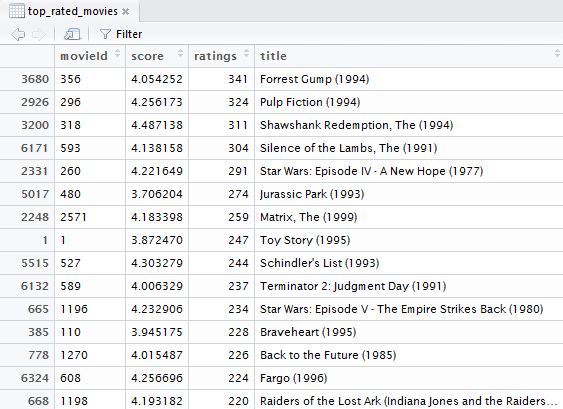 top_rated_movies
Filter
movieId score ratings title
3680 356 4.054252 341 Forrest Gump (1994)
2926 296 4.256173 324 Pulp Fiction (1994)
3200 318 4.487138 311 Shawshank Redemption, The (1994)
6171 593 4.138158 304 Silence of the Lambs, The (1991)
2331 260 4.221649 291 Star Wars: Episode IV - A New Hope (1977)
5017 480 3.706204 274 Jurassic Park (1993)
2248 2571 4.183398 259 Matrix, The (1999)
1 1 3.872470 247 Toy Story (1995)
5515 527 4.303279 244 Schindler's List (1993)
6132 589 4.006329 237 Terminator 2: Judgment Day (1991)
665 1196 4.232906 234 Star Wars: Episode V - The Empire Strikes Back (1980)
385 110 3.945175 228 Braveheart (1995)
778 1270 4.015487 226 Back to the Future (1985)
6324 608 4.256696 224 Fargo (1996)
668 1198 4.193182 220 Raiders of the Lost Ark (Indiana Jones and the Raiders...